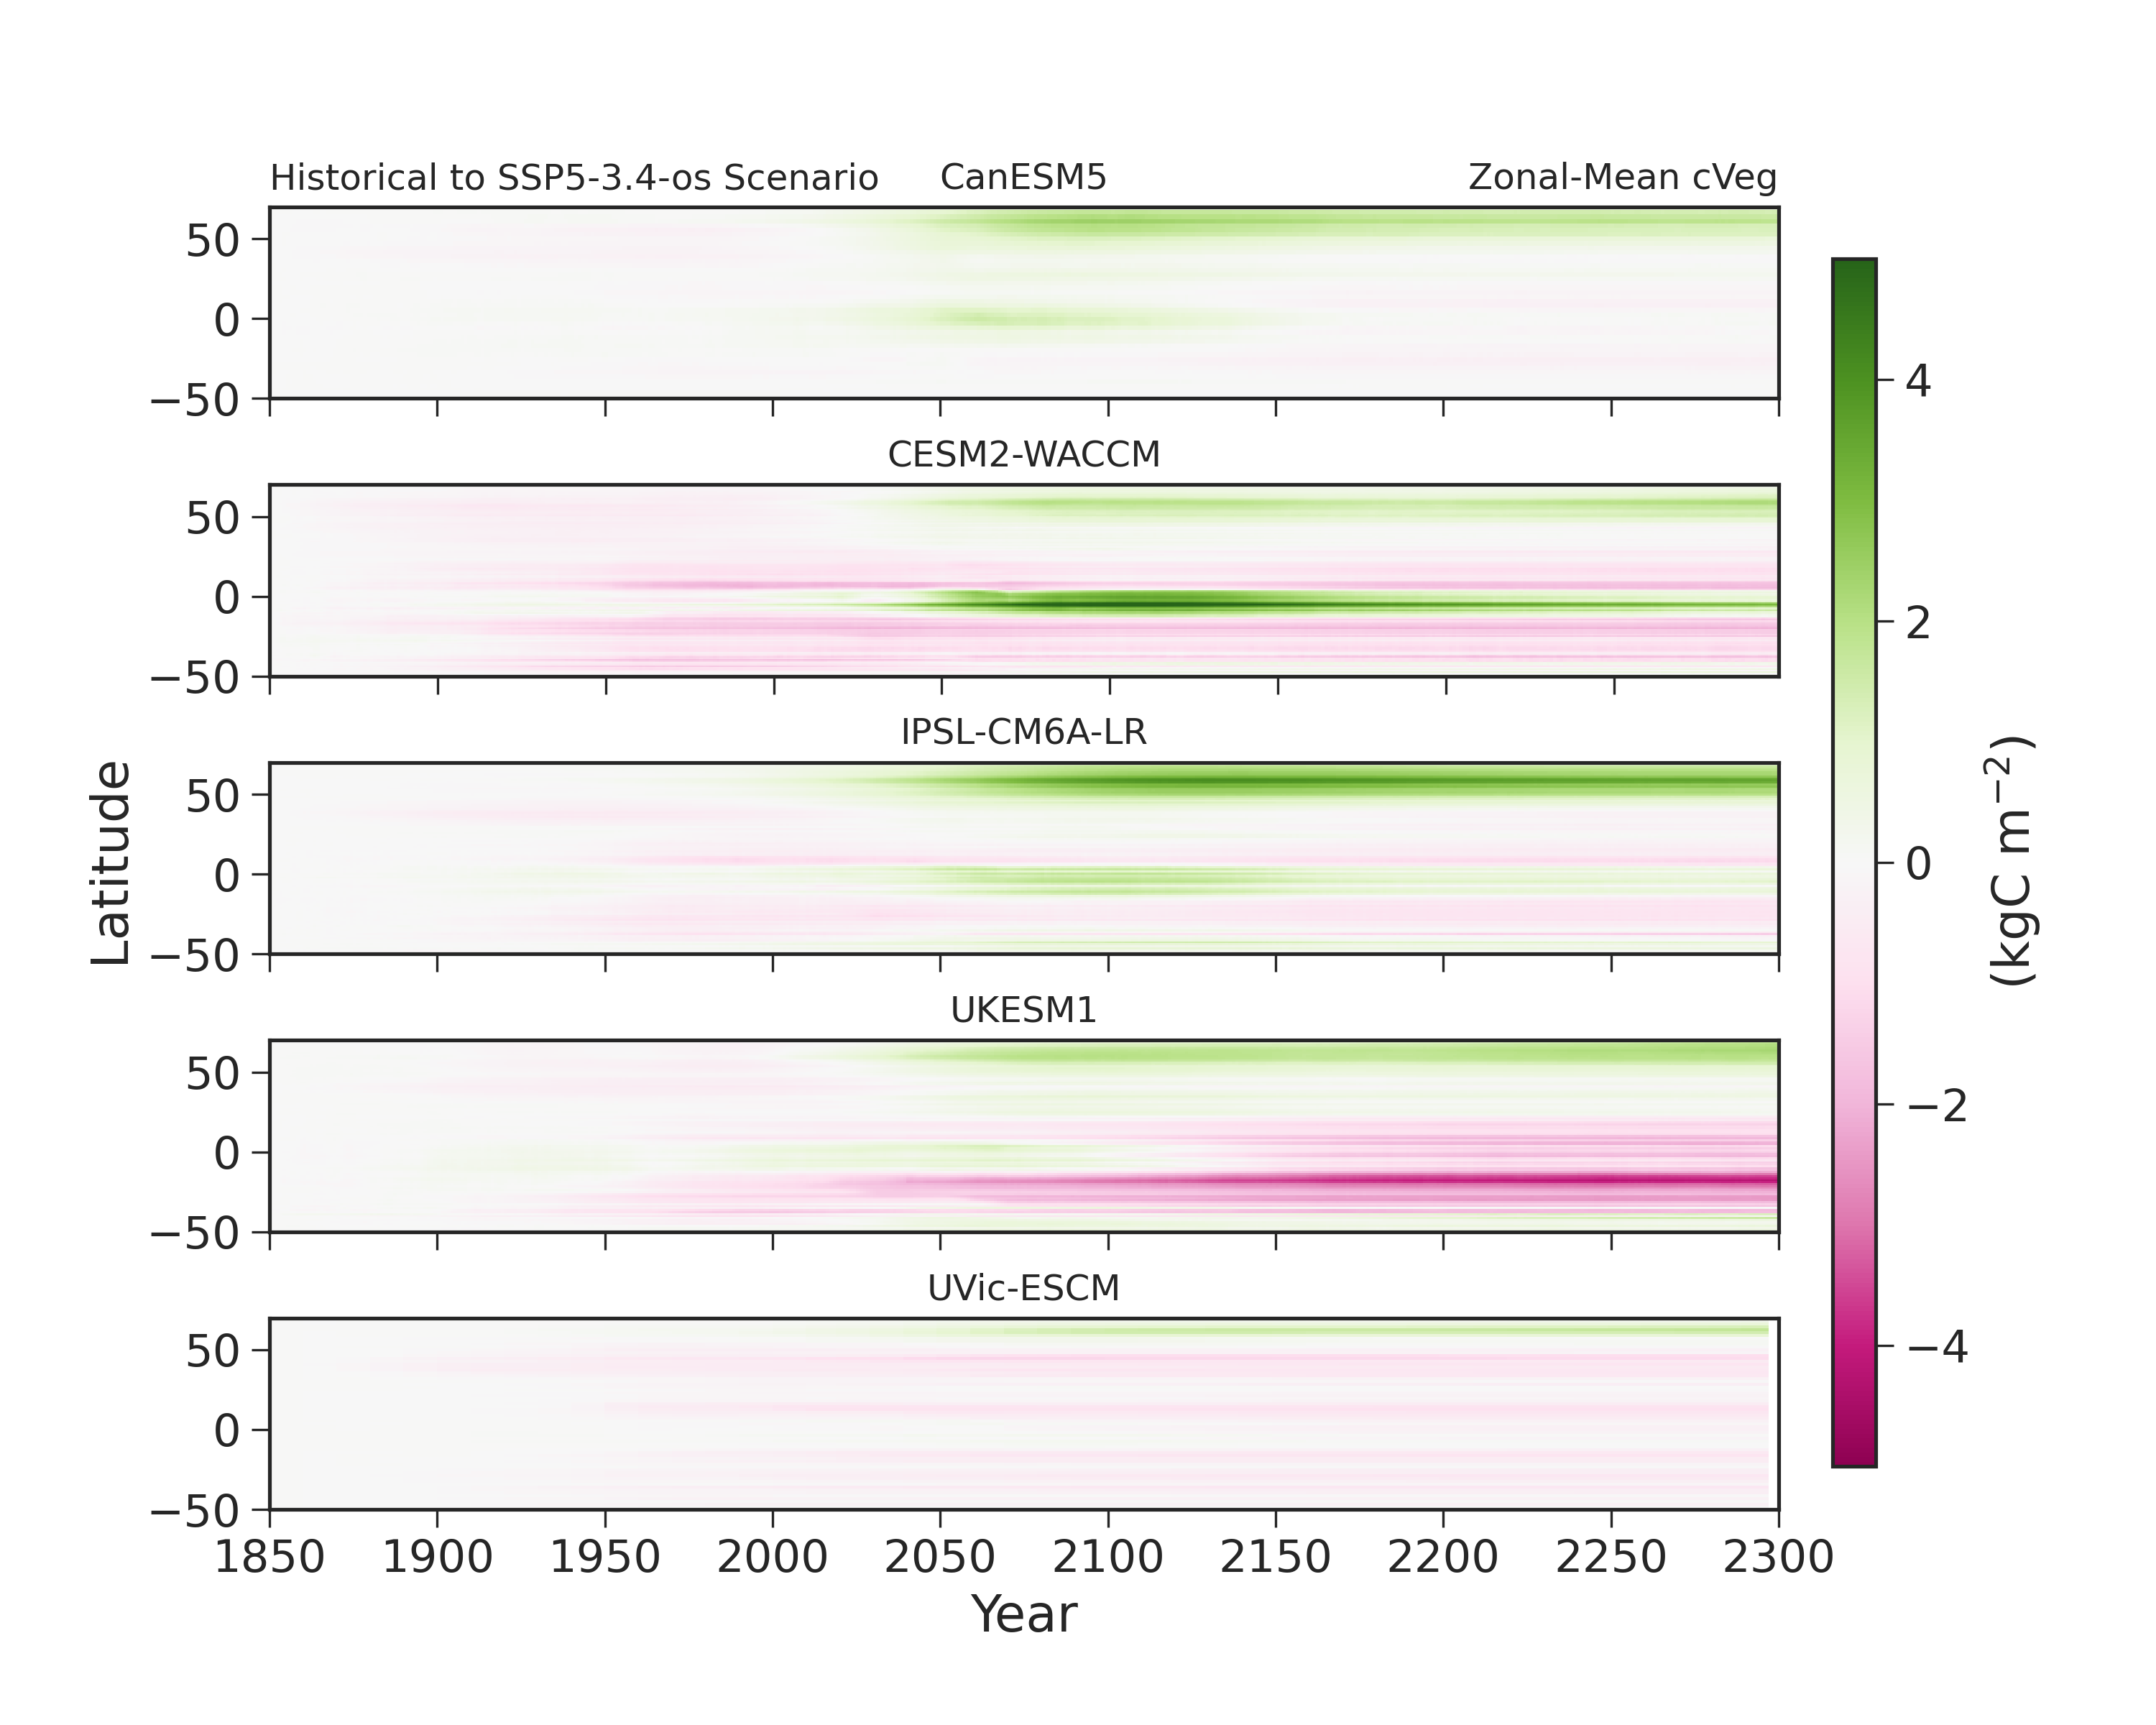 Historical to SSP5-3.4-os Scenario CanESM5 Zonal-Mean cVeg
50
0
−50
CESM2-WACCM
50
0
−50
IPSL-CM6A-LR
50
0
−50
UKESM1
50
0
−50
UVic-ESCM
50
0
−50
1850 1900 1950 2000 2050 2100 2150 2200 2250 2300
Year
Latitude
4
2
0
−2
−4
(kgC m⁻²)